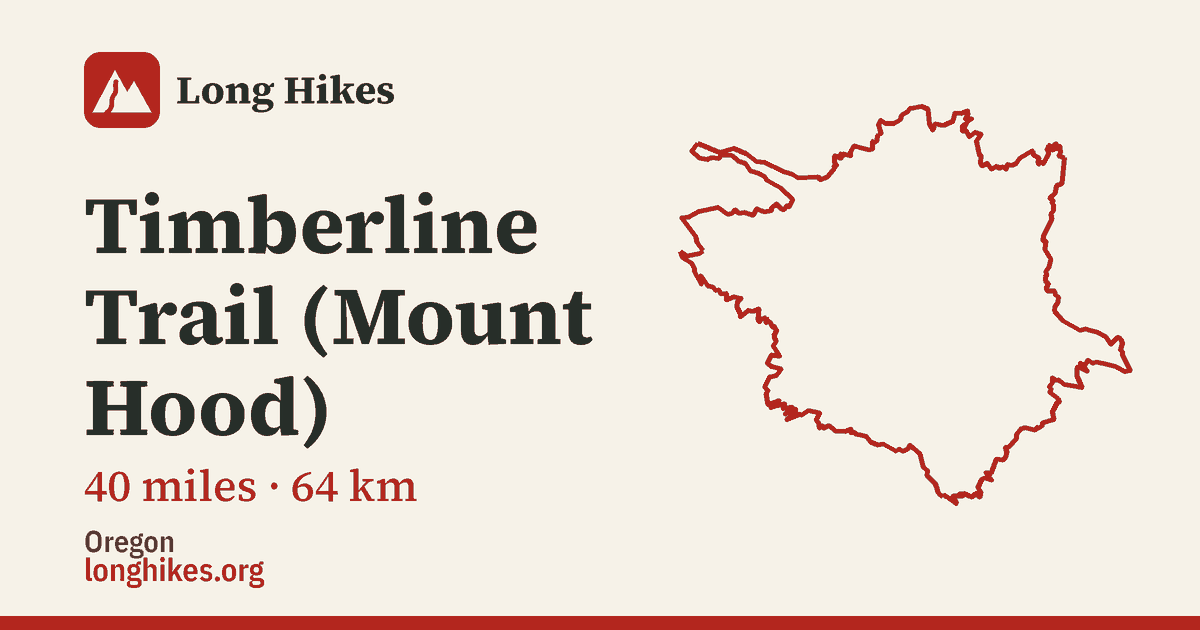 Long Hikes
Timberline
Trail (Mount
Hood)
40 miles · 64 km
Oregon
longhikes.org